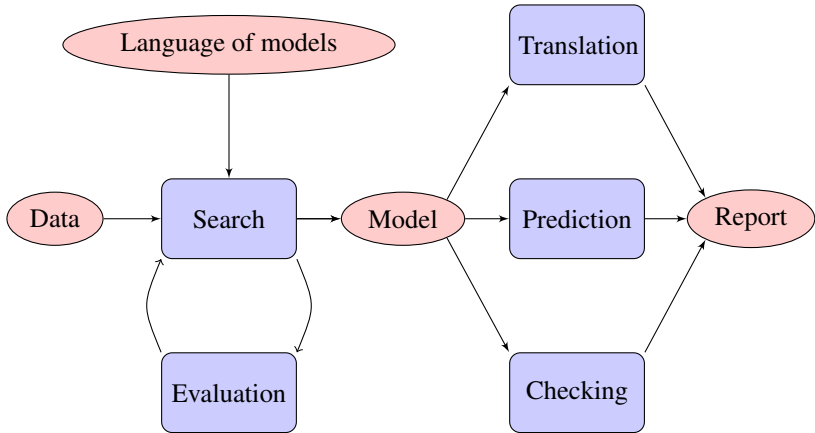 Language of models
Translation
Data
Search
Model
Prediction
Report
Evaluation
Checking